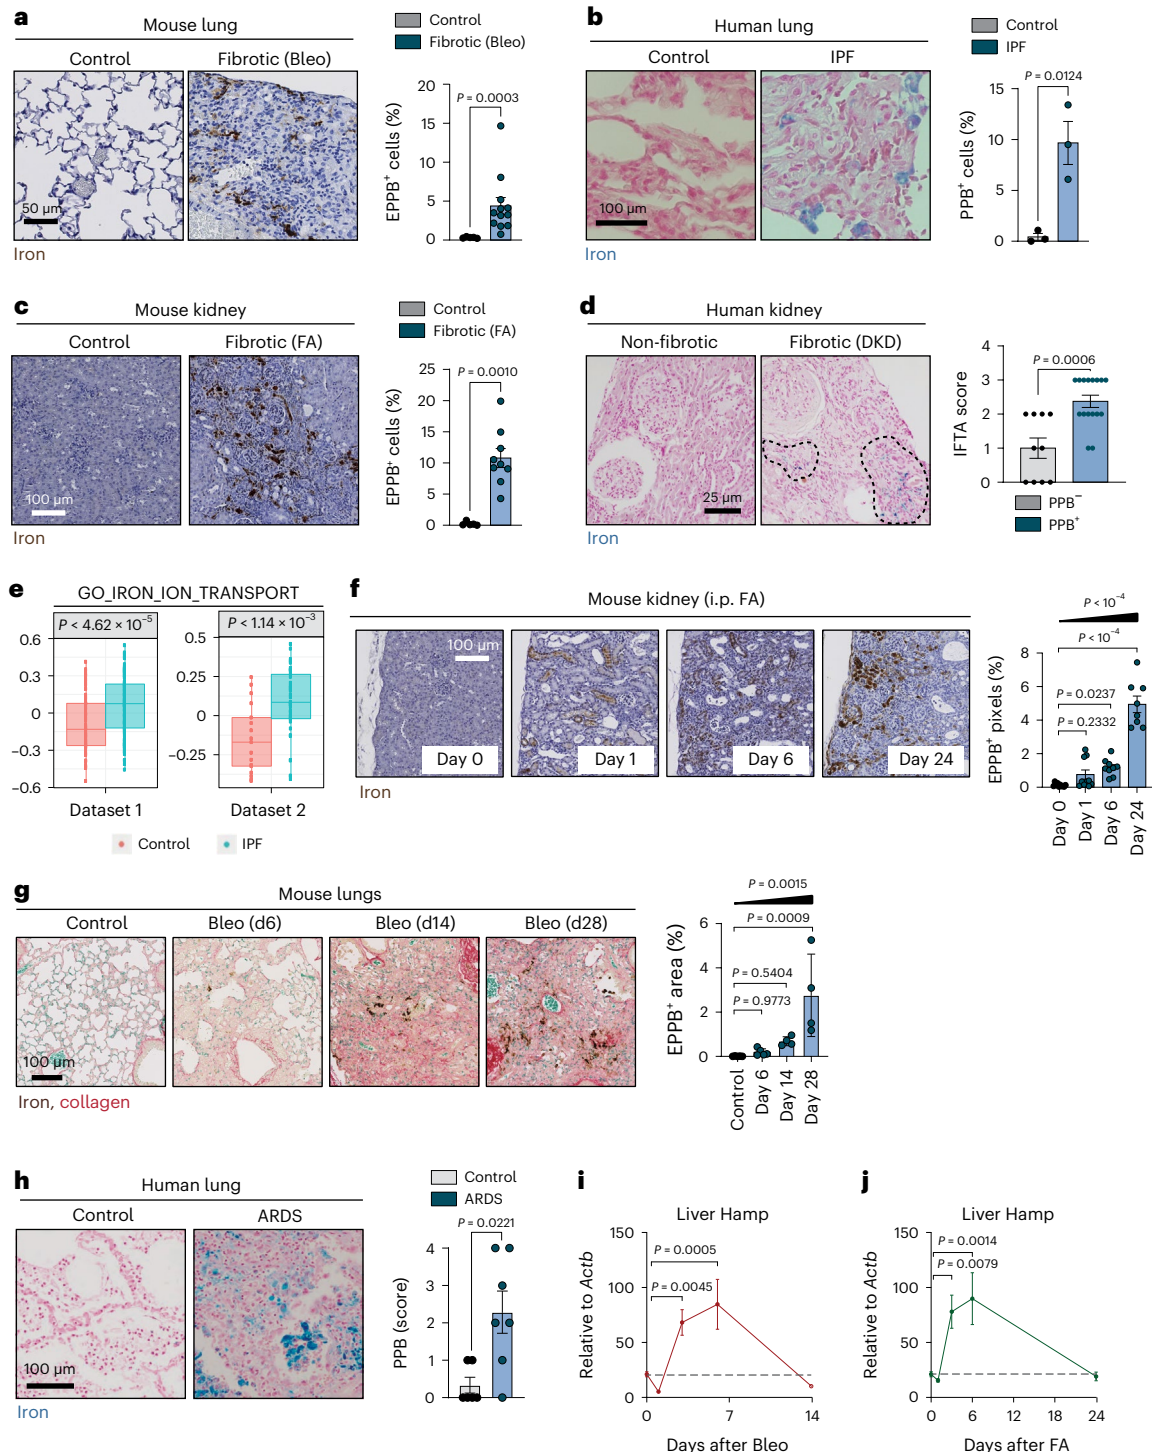 a
Mouse lung
Control
Fibrotic (Bleo)
Control
Fibrotic (Bleo)
50 µm
Iron
EPPB+ cells (%)
20
15
10
5
0
P = 0.0003
b
Human lung
Control
IPF
Control
IPF
100 µm
Iron
PPB+ cells (%)
15
10
5
0
P = 0.0124
c
Mouse kidney
Control
Fibrotic (FA)
Control
Fibrotic (FA)
100 µm
Iron
EPPB+ cells (%)
25
20
15
10
5
0
P = 0.0010
d
Human kidney
Non-fibrotic
Fibrotic (DKD)
25 µm
Iron
IFTA score
4
3
2
1
0
P = 0.0006
PPB−
PPB+
e
GO_IRON_ION_TRANSPORT
P < 4.62 × 10−5
P < 1.14 × 10−3
0.6
0.3
0
−0.3
−0.6
0.5
0.25
0
−0.25
Dataset 1
Dataset 2
Control
IPF
f
Mouse kidney (i.p. FA)
100 µm
Day 0
Day 1
Day 6
Day 24
Iron
EPPB+ pixels (%)
8
6
4
2
0
P < 10−4
P < 10−4
P = 0.0237
P = 0.2332
Day 0
Day 1
Day 6
Day 24
g
Mouse lungs
Control
Bleo (d6)
Bleo (d14)
Bleo (d28)
100 µm
Iron, collagen
EPPB+ area (%)
6
4
2
0
P = 0.0015
P = 0.0009
P = 0.5404
P = 0.9773
Control
Day 6
Day 14
Day 28
h
Human lung
Control
ARDS
Control
ARDS
100 µm
Iron
PPB (score)
4
3
2
1
0
P = 0.0221
i
Liver Hamp
Relative to Actb
150
100
50
0
P = 0.0005
P = 0.0045
0
7
14
Days after Bleo
j
Liver Hamp
Relative to Actb
150
100
50
0
P = 0.0014
P = 0.0079
0
6
12
18
24
Days after FA